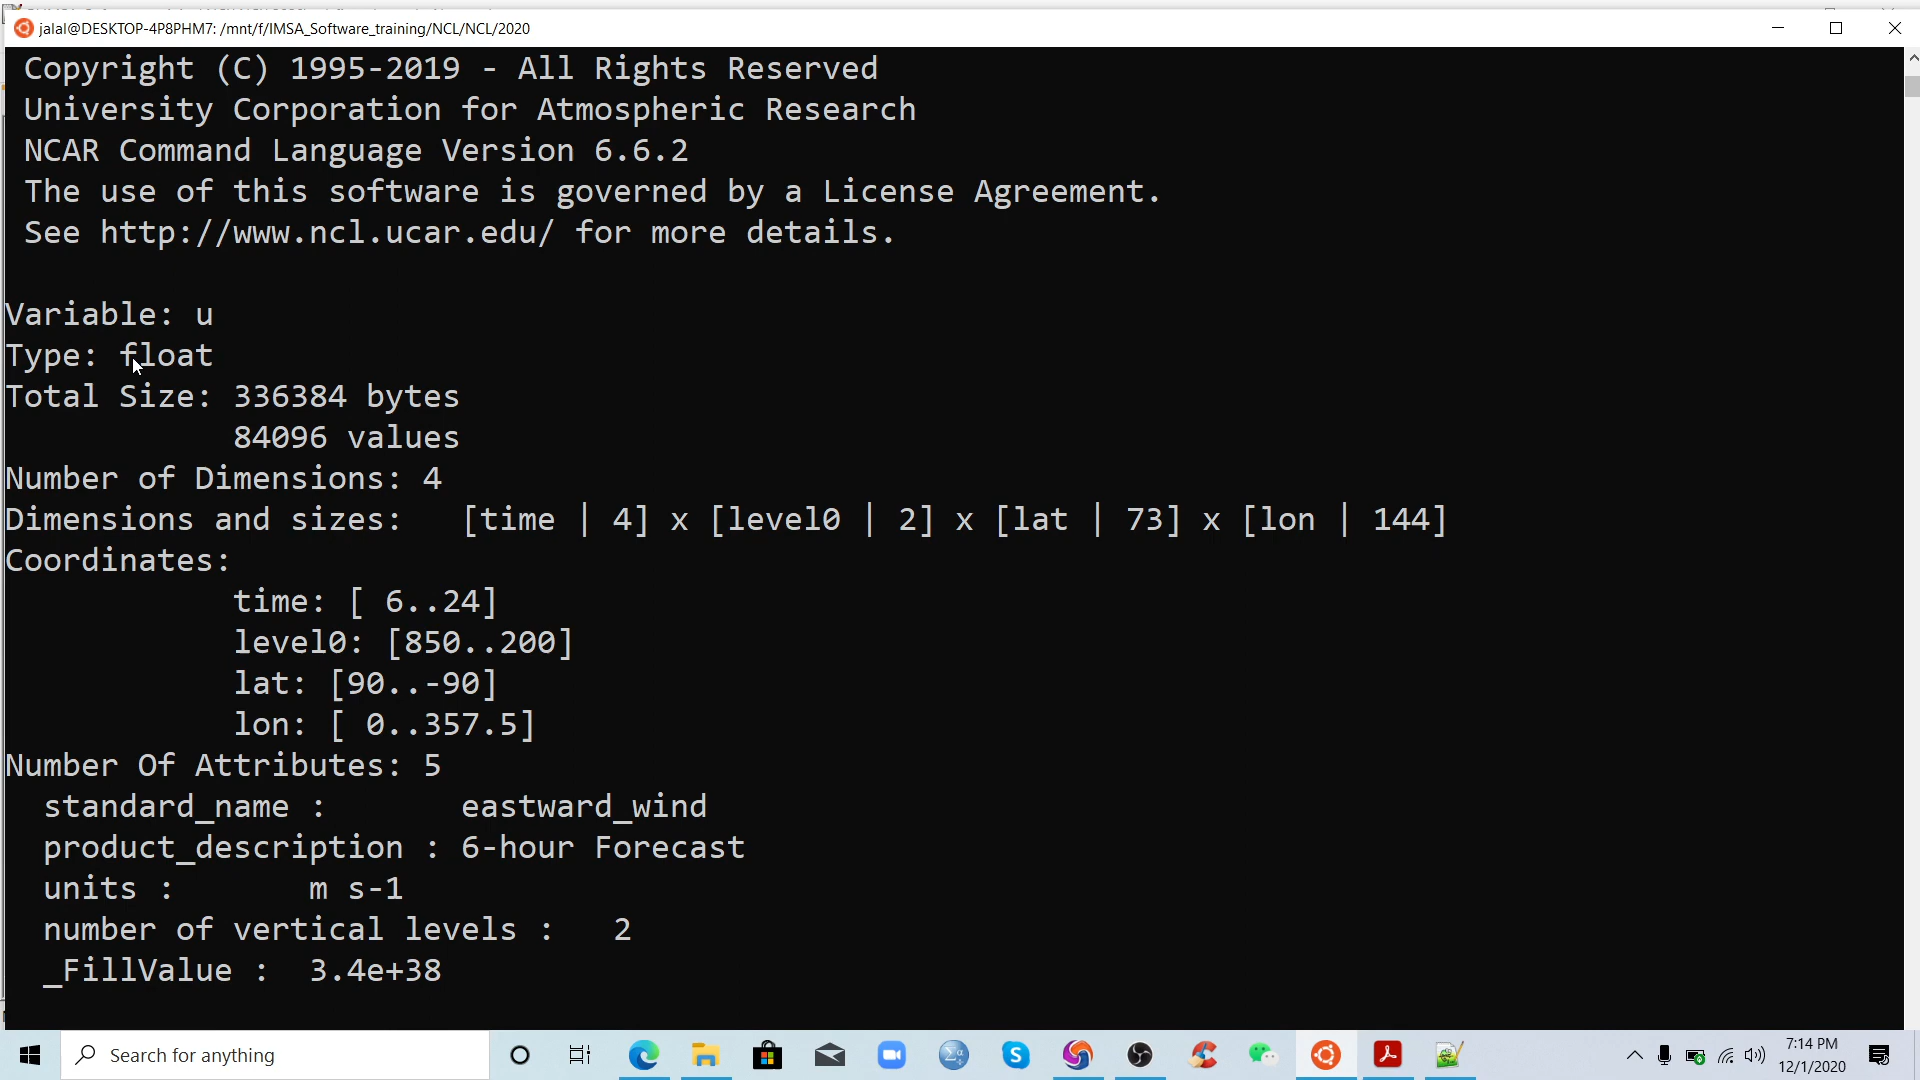 jalal@DESKTOP-4P8PHM7: /mnt/f/IMSA_Software_training/NCL/NCL/2020
Copyright (C) 1995-2019 - All Rights Reserved
University Corporation for Atmospheric Research
NCAR Command Language Version 6.6.2
The use of this software is governed by a License Agreement.
See http://www.ncl.ucar.edu/ for more details.
Variable: u
Type: float
Total Size: 336384 bytes
84096 values
Number of Dimensions: 4
Dimensions and sizes: [time | 4] x [level0 | 2] x [lat | 73] x [lon | 144]
Coordinates:
time: [ 6..24]
level0: [850..200]
lat: [90..-90]
lon: [ 0..357.5]
Number Of Attributes: 5
standard_name : eastward_wind
product_description : 6-hour Forecast
units : m s-1
number of vertical levels : 2
_FillValue : 3.4e+38
Search for anything
7:14 PM
12/1/2020